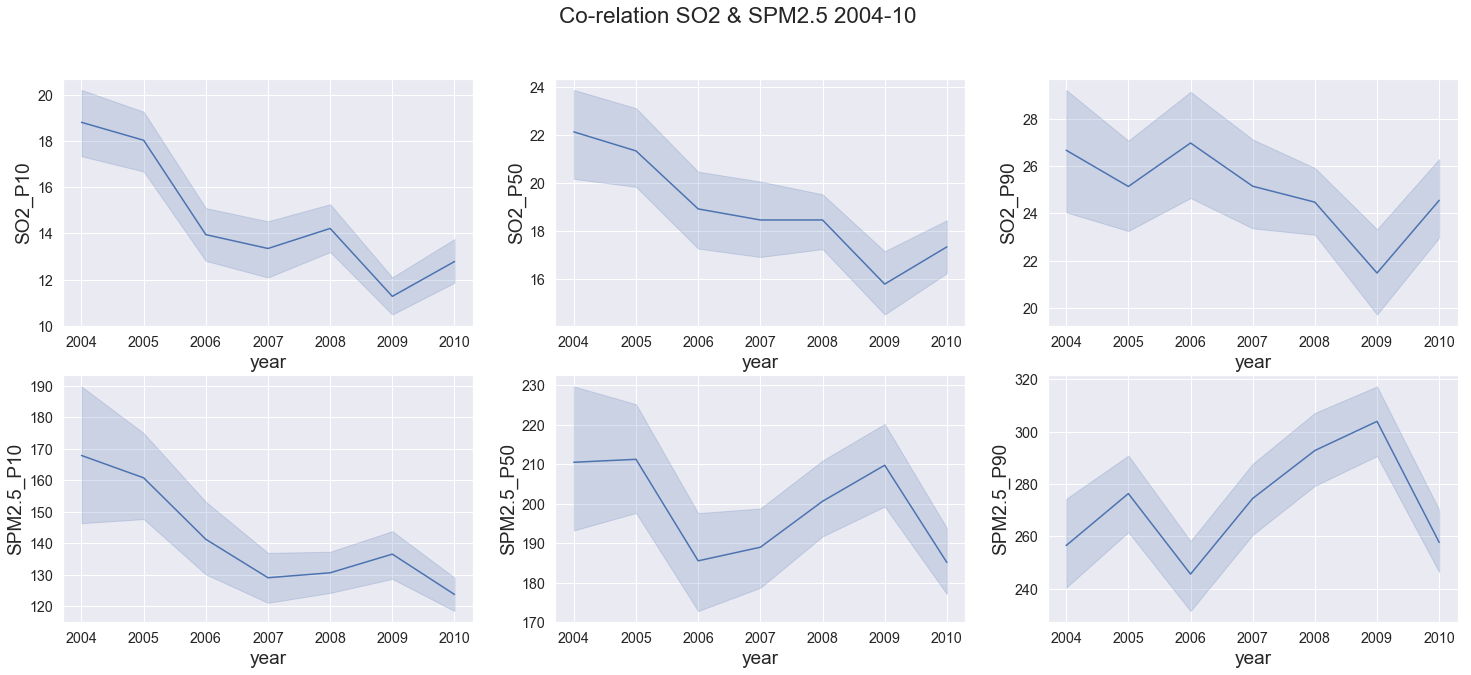 Co-relation SO2 & SPM2.5 2004-10
20
18
16
14
12
10
SO2_P10
2004 2005 2006 2007 2008 2009 2010
year
24
22
20
18
16
SO2_P50
2004 2005 2006 2007 2008 2009 2010
year
28
26
24
22
20
SO2_P90
2004 2005 2006 2007 2008 2009 2010
year
190
180
170
160
150
140
130
120
SPM2.5_P10
2004 2005 2006 2007 2008 2009 2010
year
230
220
210
200
190
180
170
SPM2.5_P50
2004 2005 2006 2007 2008 2009 2010
year
320
300
280
260
240
SPM2.5_P90
2004 2005 2006 2007 2008 2009 2010
year